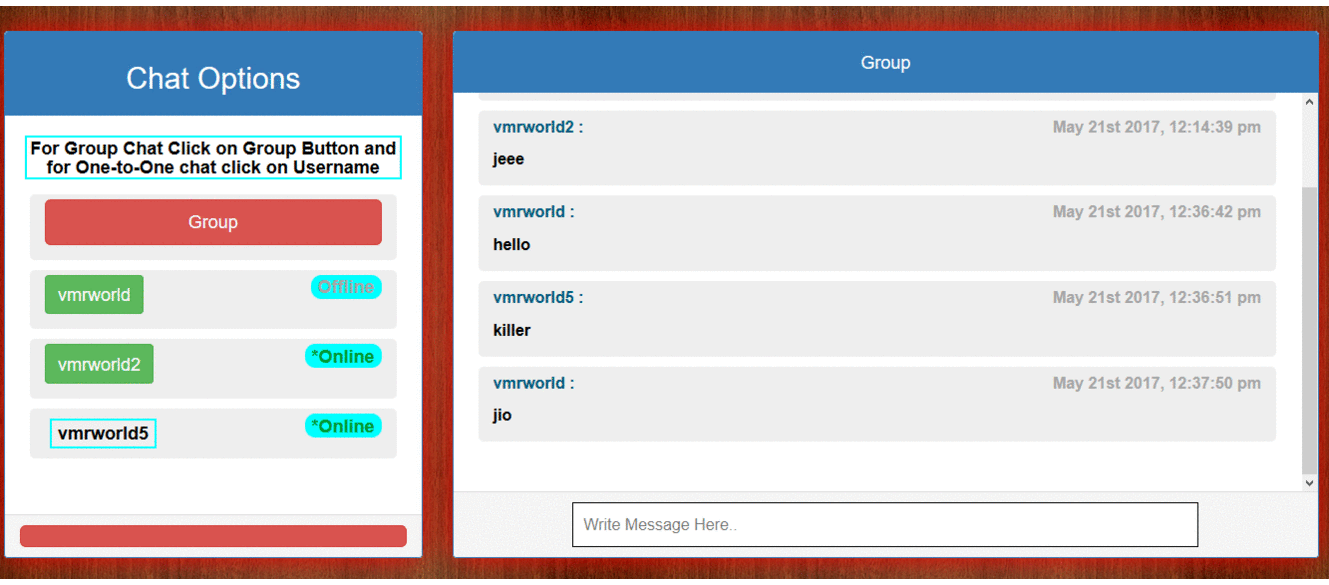 Chat Options
For Group Chat Click on Group Button and
for One-to-One chat click on Username
Group
vmrworld
Offline
vmrworld2
*Online
vmrworld5
*Online
Group
vmrworld2 :
May 21st 2017, 12:14:39 pm
jeee
vmrworld :
May 21st 2017, 12:36:42 pm
hello
vmrworld5 :
May 21st 2017, 12:36:51 pm
killer
vmrworld :
May 21st 2017, 12:37:50 pm
jio
Write Message Here..